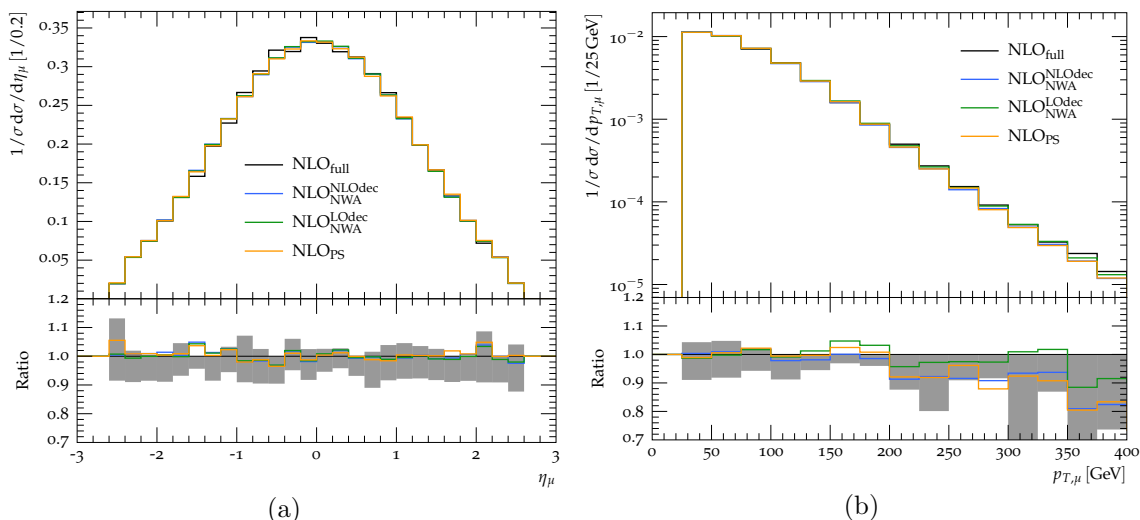 NLO_full
NLO_NWA^NLOdec
NLO_NWA^LOdec
NLO_PS
0.35
0.3
0.25
0.2
0.15
0.1
0.05
1/σ dσ/dη_μ [1/0.2]
1.2
1.1
1.0
0.9
0.8
0.7
Ratio
-3 -2 -1 0 1 2 3
η_μ
(a)
NLO_full
NLO_NWA^NLOdec
NLO_NWA^LOdec
NLO_PS
10^−2
10^−3
10^−4
10^−5
1/σ dσ/dp_T,μ [1/25 GeV]
1.2
1.1
1.0
0.9
0.8
0.7
Ratio
0 50 100 150 200 250 300 350 400
p_T,μ [GeV]
(b)